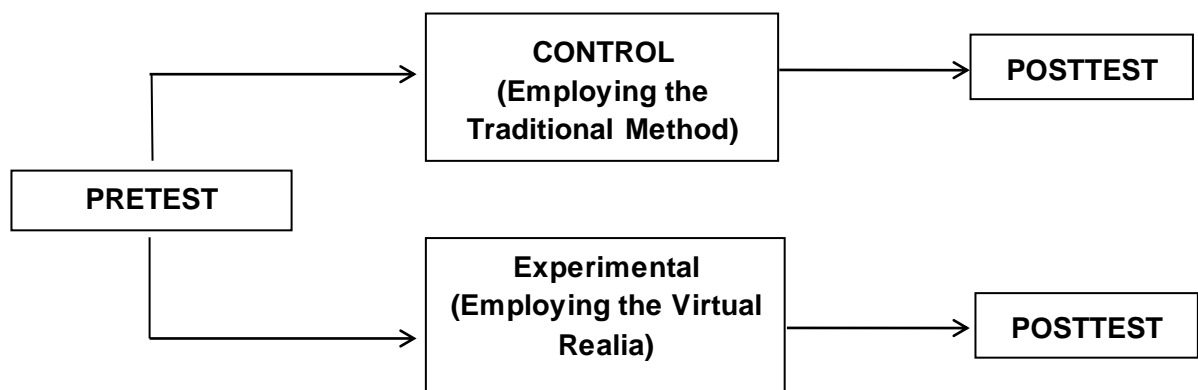 PRETEST
CONTROL
(Employing the
Traditional Method)
POSTTEST
Experimental
(Employing the Virtual
Realia)
POSTTEST